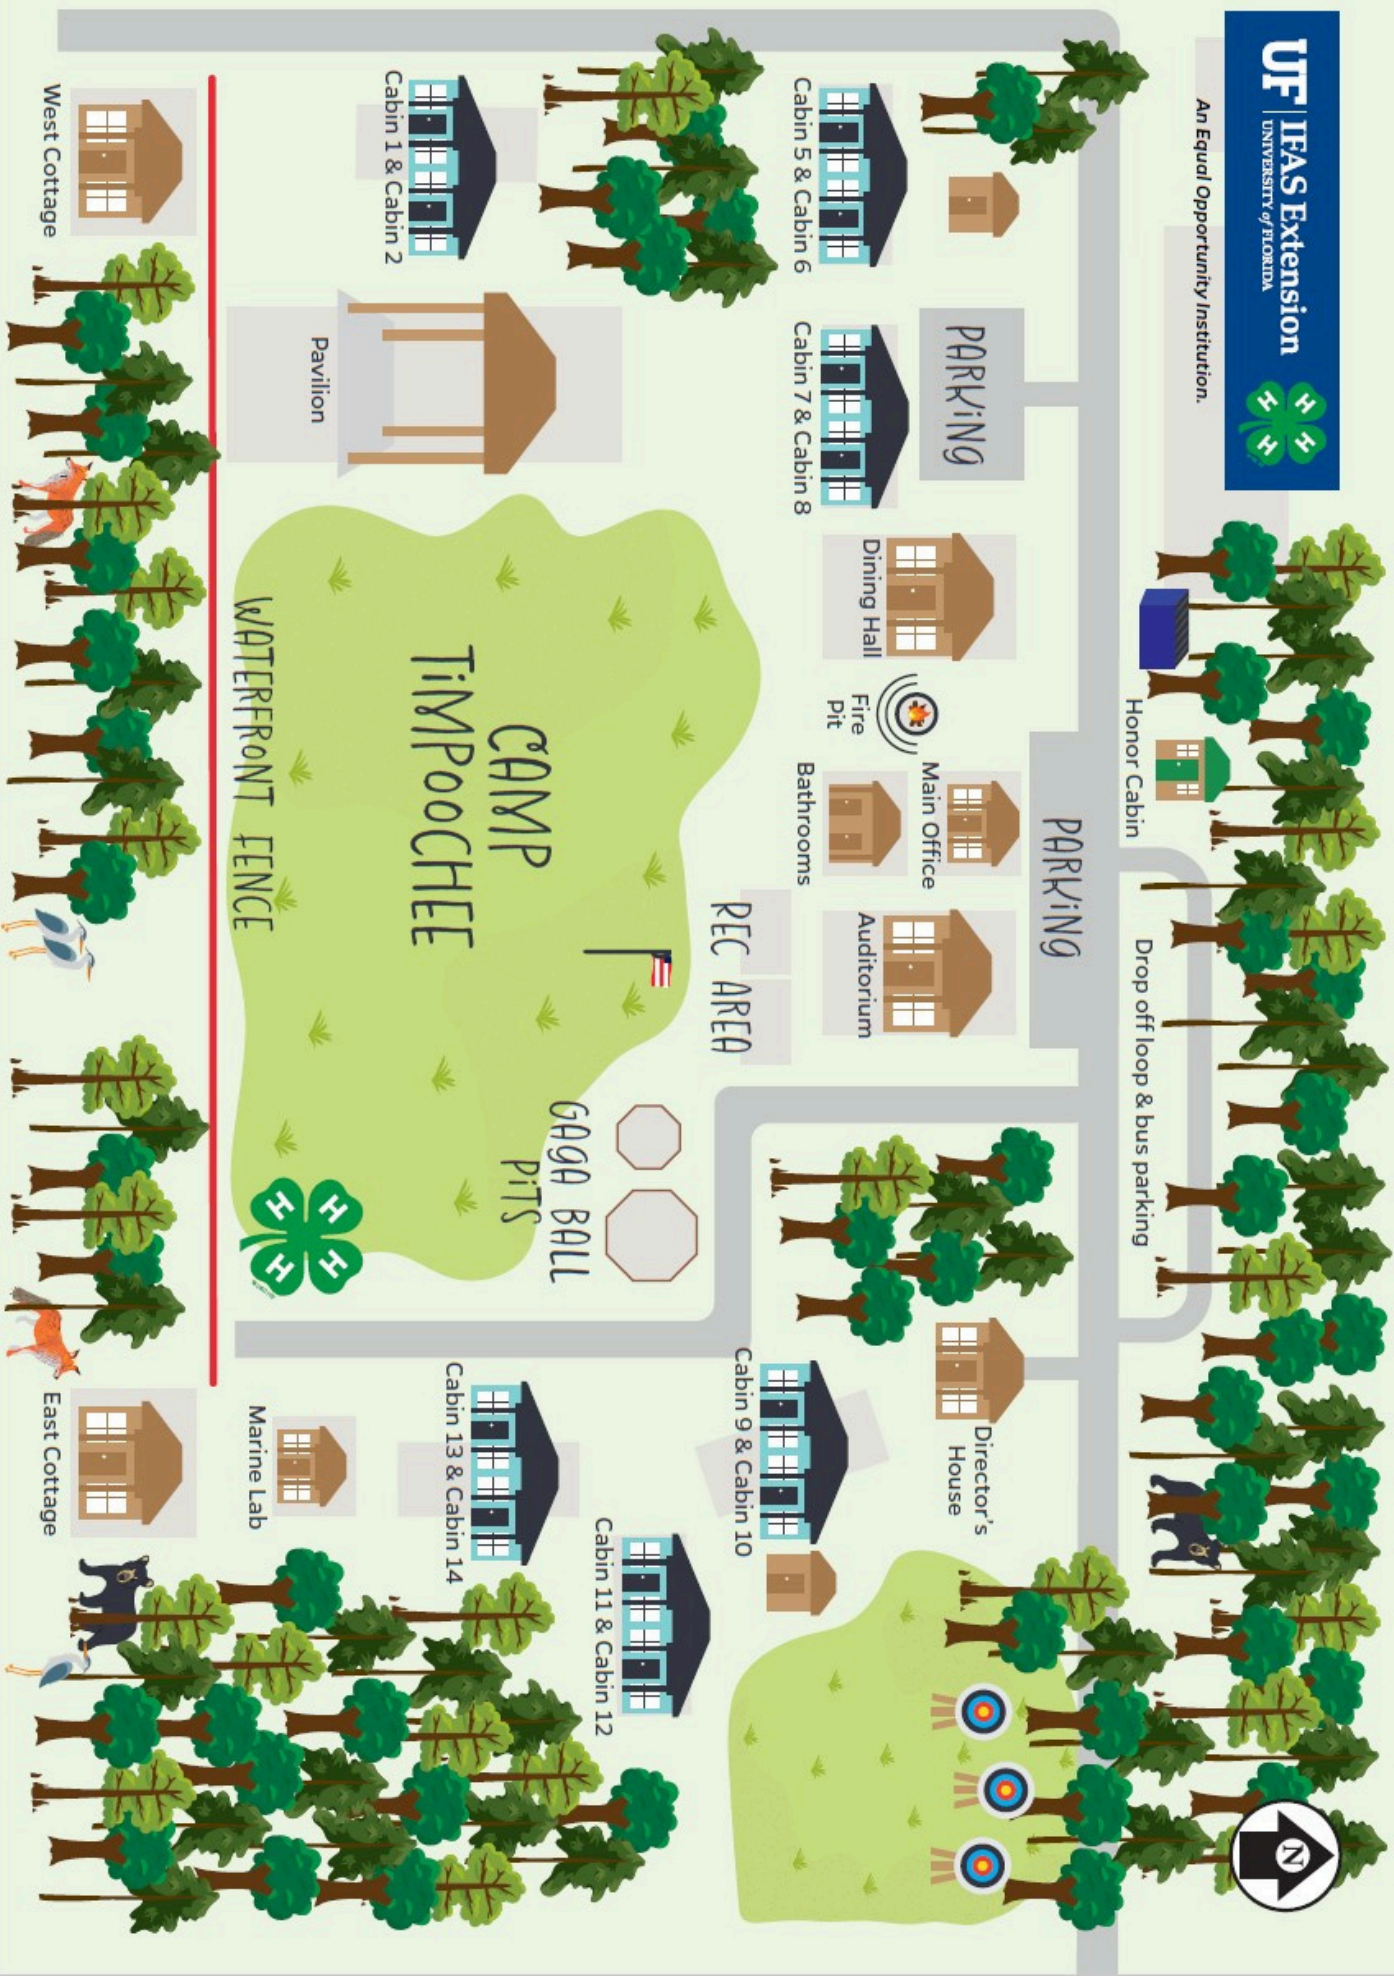 UF | IFAS Extension
UNIVERSITY of FLORIDA
H H
H H
An Equal Opportunity Institution.
N
Honor Cabin
Drop off loop & bus parking
PARKiNG
PARKiNG
Director's
House
Main Office
Dining Hall
Fire
Pit
Auditorium
Cabin 5 & Cabin 6
Cabin 7 & Cabin 8
Bathrooms
Cabin 9 & Cabin 10
REC AREA
Cabin 11 & Cabin 12
GAGA BALL
PiTS
CAMP
TiMPOOCHEE
Cabin 13 & Cabin 14
Cabin 1 & Cabin 2
Pavilion
H H
H H
WATERFRONT FENCE
Marine Lab
West Cottage
East Cottage